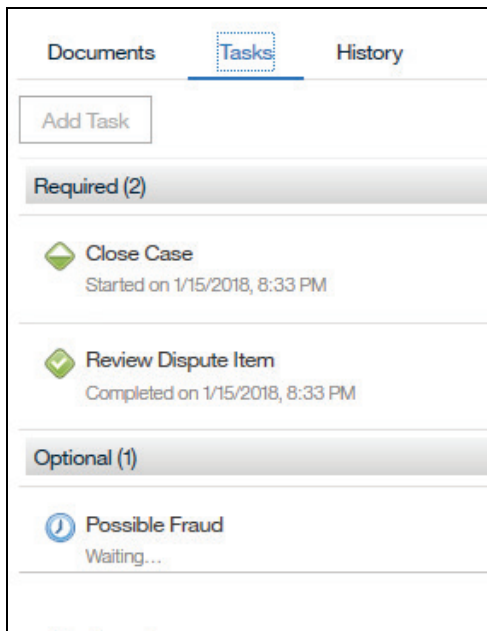 Documents Tasks History
Add Task
Required (2)
Close Case
Started on 1/15/2018, 8:33 PM
Review Dispute Item
Completed on 1/15/2018, 8:33 PM
Optional (1)
Possible Fraud
Waiting...